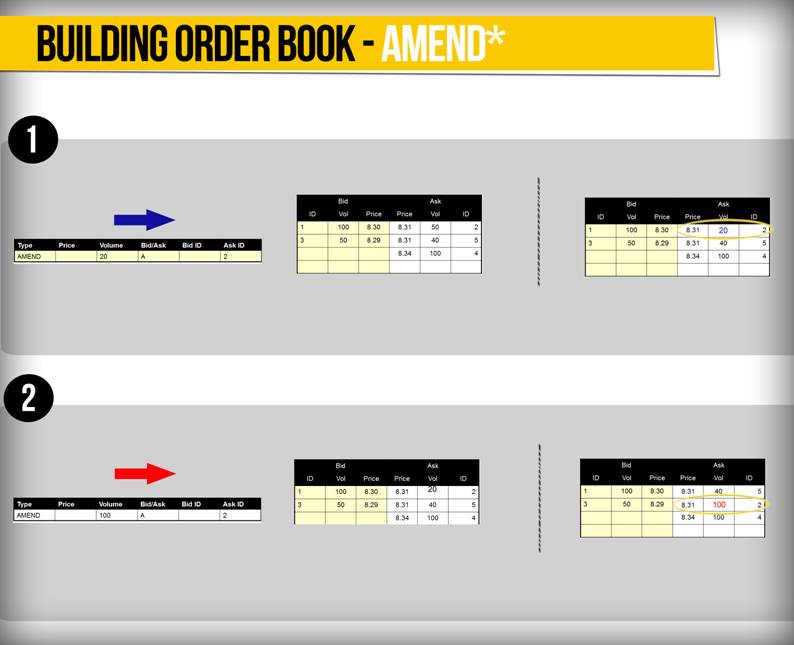 BUILDING ORDER BOOK - AMEND*
1
Type Price Volume Bid/Ask Bid ID Ask ID
AMEND 20 A 2
Bid Ask
ID Vol Price Price Vol ID
1 100 8.30 8.31 50 2
3 50 8.29 8.31 40 5
8.34 100 4
Bid Ask
ID Vol Price Price Vol ID
1 100 8.30 8.31 20 2
3 50 8.29 8.31 40 5
8.34 100 4
2
Type Price Volume Bid/Ask Bid ID Ask ID
AMEND 100 A 2
Bid Ask
ID Vol Price Price Vol ID
1 100 8.30 8.31 20 2
3 50 8.29 8.31 40 5
8.34 100 4
Bid Ask
ID Vol Price Price Vol ID
1 100 8.30 8.31 40 5
3 50 8.29 8.31 100 2
8.34 100 4